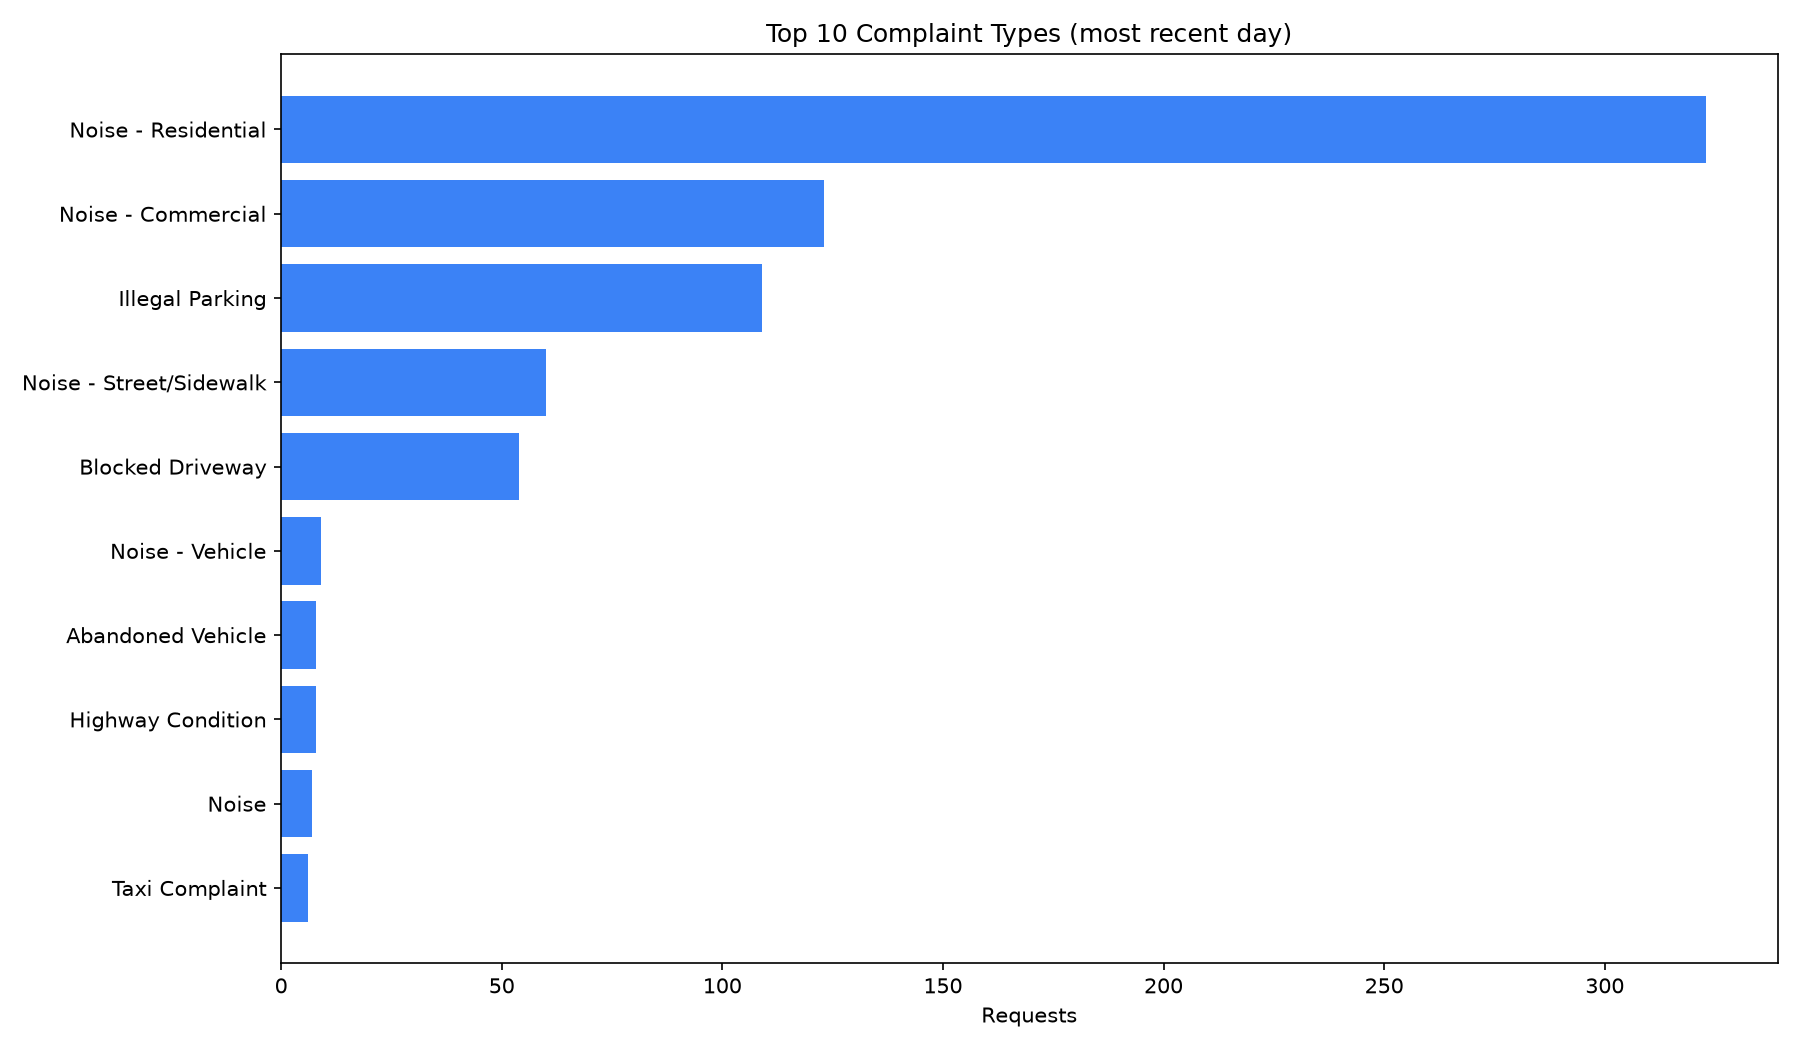 Top 10 Complaint Types (most recent day)
Noise - Residential
Noise - Commercial
Illegal Parking
Noise - Street/Sidewalk
Blocked Driveway
Noise - Vehicle
Abandoned Vehicle
Highway Condition
Noise
Taxi Complaint
0 50 100 150 200 250 300
Requests